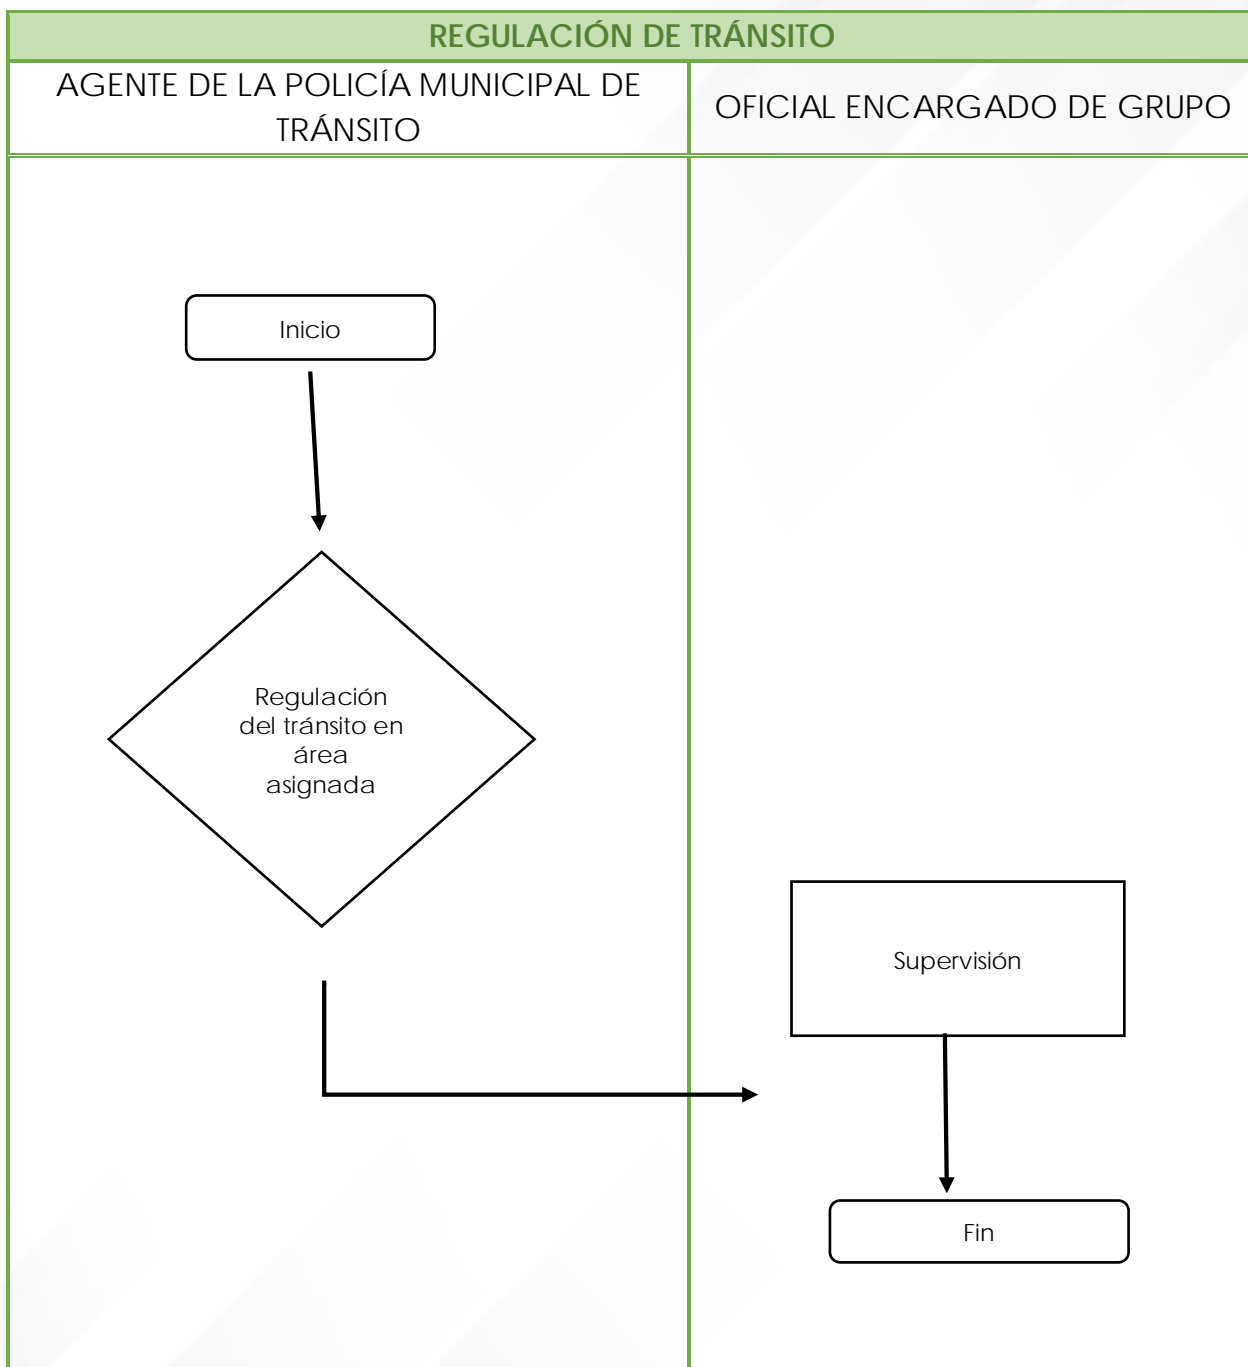 REGULACIÓN DE TRÁNSITO
AGENTE DE LA POLICÍA MUNICIPAL DE
TRÁNSITO
OFICIAL ENCARGADO DE GRUPO
Inicio
Regulación
del tránsito en
área
asignada
Supervisión
Fin